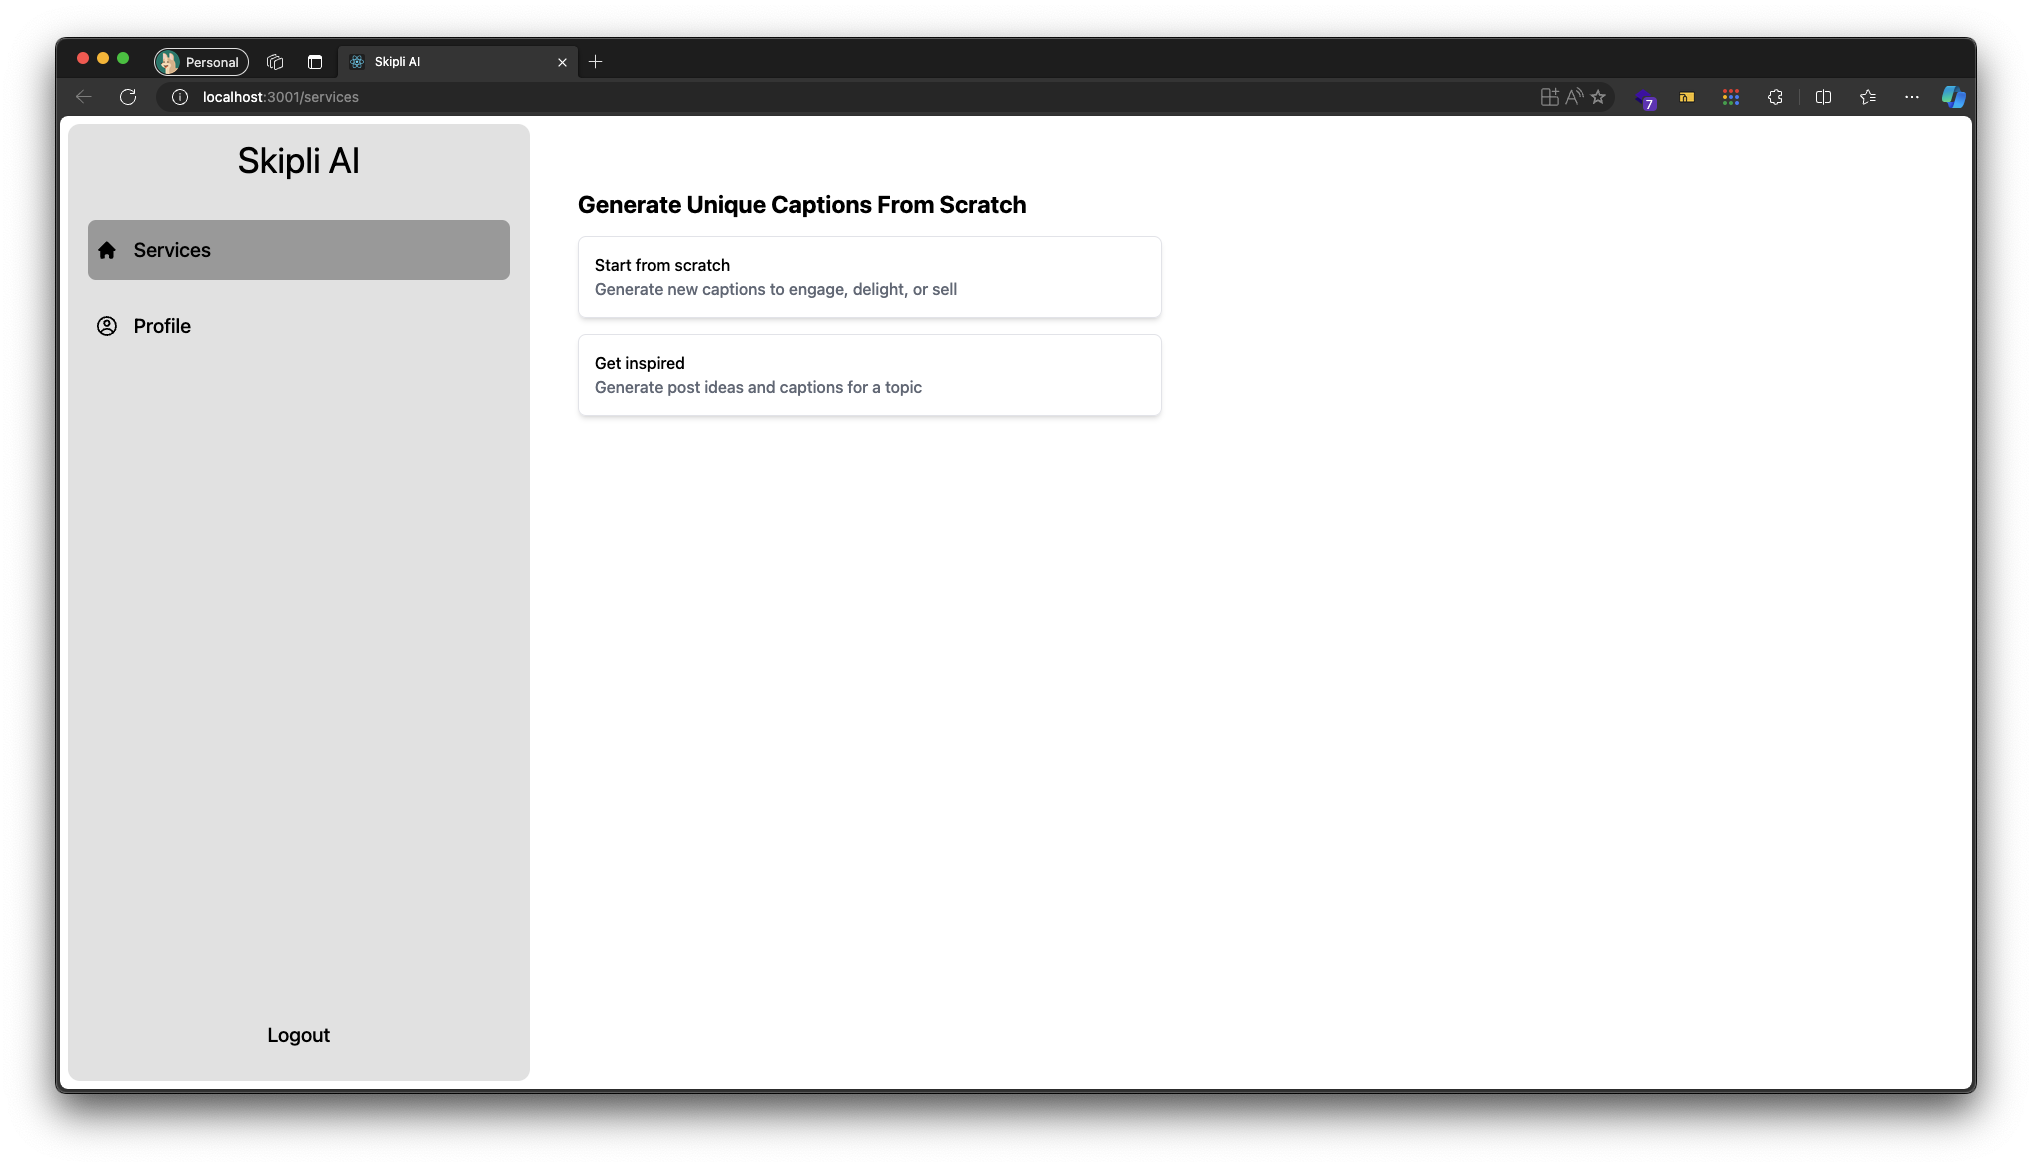 Personal
Skipli AI
localhost:3001/services
7
Skipli AI
Services
Profile
Logout
Generate Unique Captions From Scratch
Start from scratch
Generate new captions to engage, delight, or sell
Get inspired
Generate post ideas and captions for a topic